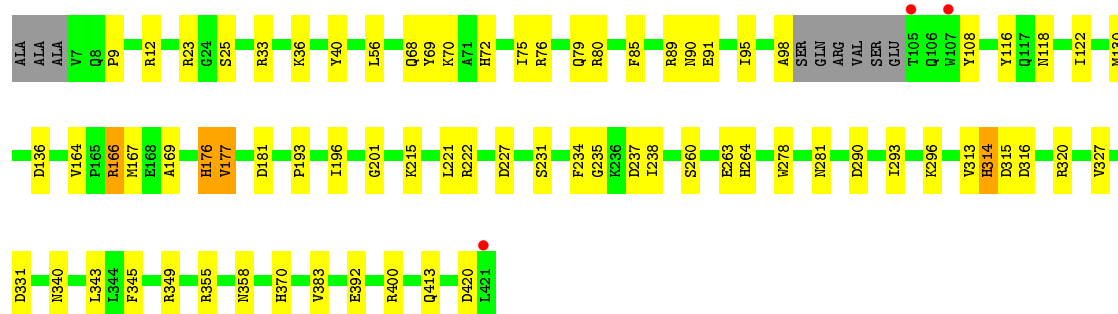 ALA ALA ALA V7 Q8 P9 R12 R23 G24 S25 R33 K36 Y40 L56 Q68 Y69 K70 A71 H72 I75 R76 Q79 R80 F85 R89 N90 E91 I95 A98 SER GLN ARG VAL SER GLU T105 Q106 W107 Y108 Y116 Q117 N118 I122 M130
D136 V164 P165 R166 M167 E168 A169 H176 V177 D181 P193 I196 G201 K215 L221 R222 D227 S231 F234 G235 K236 D237 I238 S260 E263 H264 W278 N281 D290 I293 K296 V313 H314 D315 D316 R320 V327
D331 N340 L343 L344 F345 R349 R355 N358 H370 V383 E392 R400 Q413 D420 L421